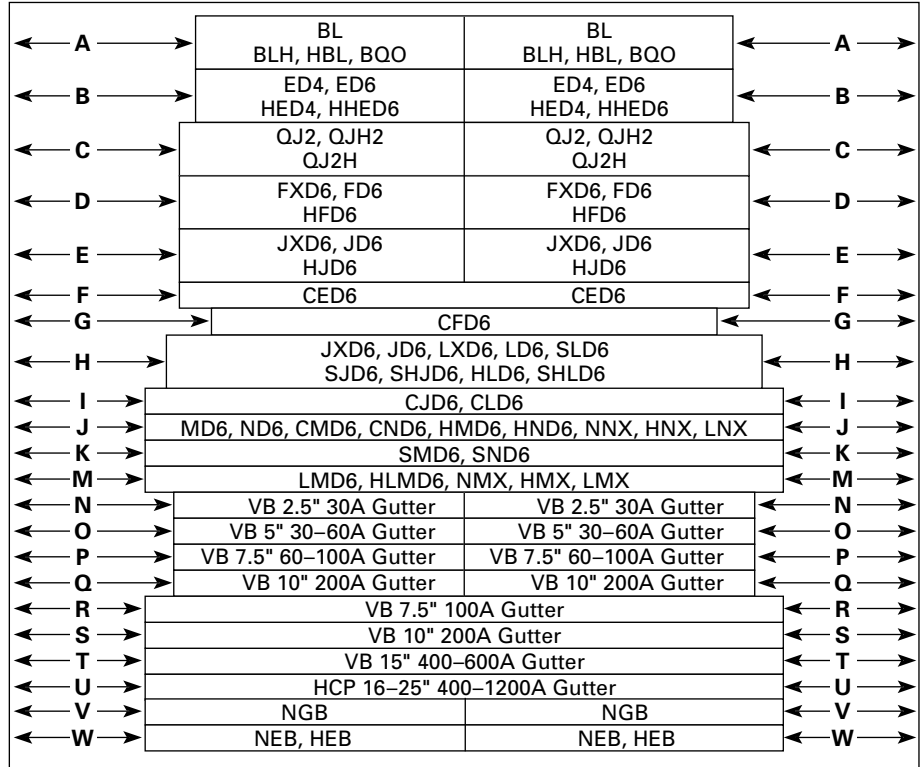 A BL BL A
BLH, HBL, BQO BLH, HBL, BQO
B ED4, ED6 ED4, ED6 B
HED4, HHED6 HED4, HHED6
C QJ2, QJH2 QJ2, QJH2 C
QJ2H QJ2H
D FXD6, FD6 FXD6, FD6 D
HFD6 HFD6
E JXD6, JD6 JXD6, JD6 E
HJD6 HJD6
F CED6 CED6 F
G CFD6 G
H JXD6, JD6, LXD6, LD6, SLD6 H
SJD6, SHJD6, HLD6, SHLD6
I CJD6, CLD6 I
J MD6, ND6, CMD6, CND6, HMD6, HND6, NNX, HNX, LNX J
K SMD6, SND6 K
M LMD6, HLMD6, NMX, HMX, LMX M
N VB 2.5" 30A Gutter VB 2.5" 30A Gutter N
O VB 5" 30–60A Gutter VB 5" 30–60A Gutter O
P VB 7.5" 60–100A Gutter VB 7.5" 60–100A Gutter P
Q VB 10" 200A Gutter VB 10" 200A Gutter Q
R VB 7.5" 100A Gutter R
S VB 10" 200A Gutter S
T VB 15" 400–600A Gutter T
U HCP 16–25" 400–1200A Gutter U
V NGB NGB V
W NEB, HEB NEB, HEB W